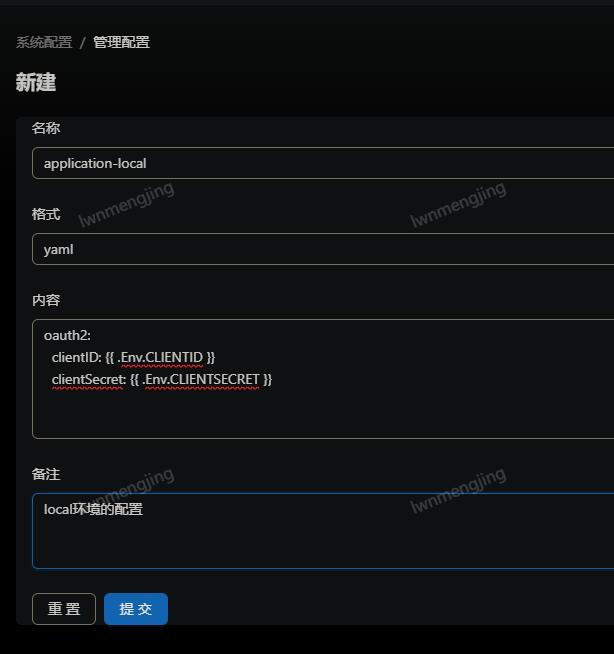 系统配置 / 管理配置
新建
名称
application-local
lwnmengjing lwnmengjing
格式
yaml
内容
oauth2:
clientID: {{ .Env.CLIENTID }}
clientSecret: {{ .Env.CLIENTSECRET }}
备注
lwnmengjing lwnmengjing
local环境的配置
重 置 提 交